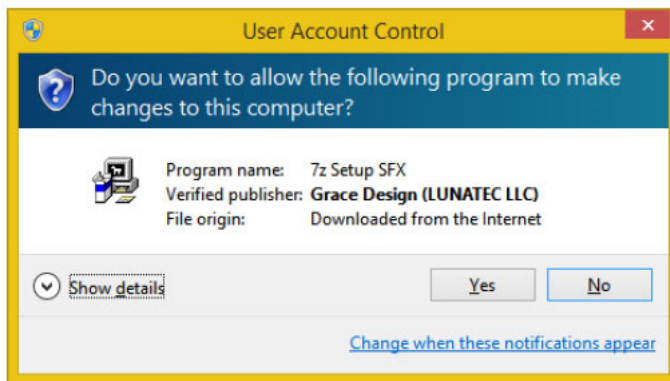 User Account Control
Do you want to allow the following program to make
changes to this computer?
Program name: 7z Setup SFX
Verified publisher: Grace Design (LUNATEC LLC)
File origin: Downloaded from the Internet
Show details
Yes
No
Change when these notifications appear